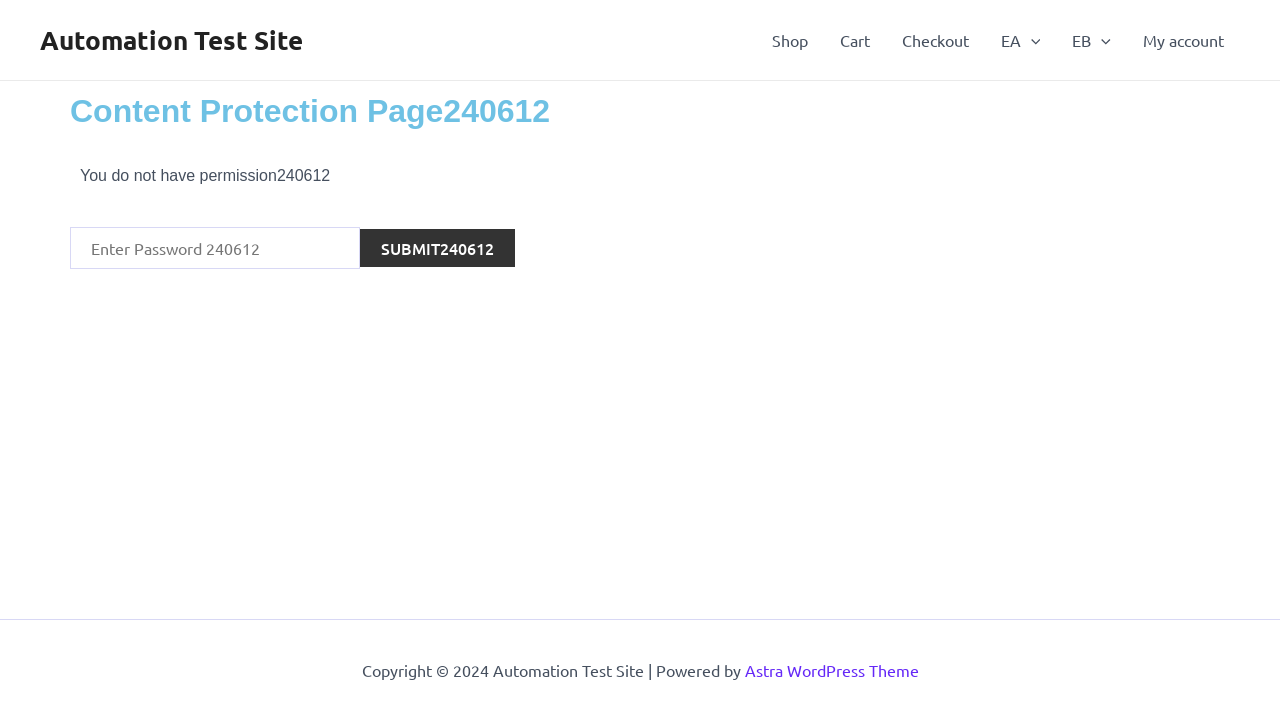 Automation Test Site
Shop Cart Checkout EA EB My account
Content Protection Page240612
You do not have permission240612
Enter Password 240612
SUBMIT240612
Copyright © 2024 Automation Test Site | Powered by Astra WordPress Theme